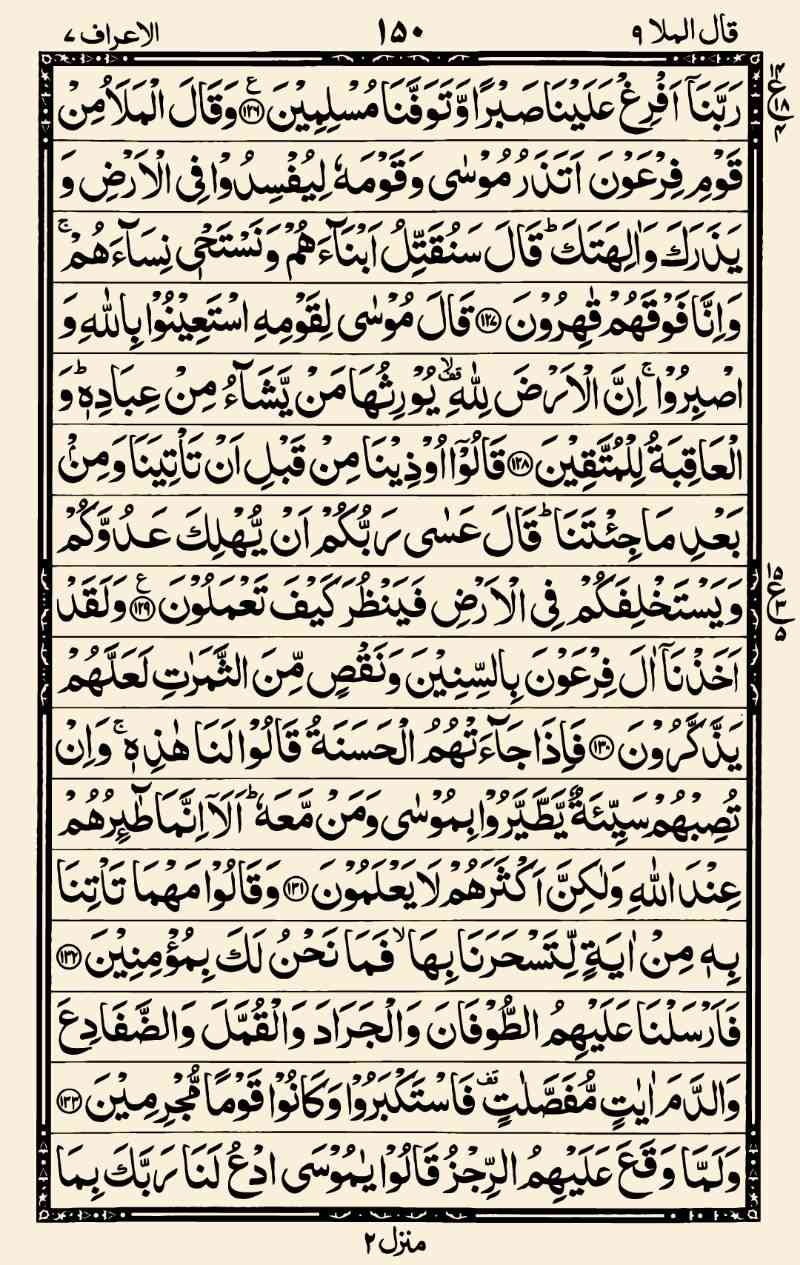 قال الملا ۹ ۱۵۰ الاعراف ۷
رَبَّنَاۤ اَفْرِغْ عَلَیْنَا صَبْرًا وَّ تَوَفَّنَا مُسْلِمِیْنَ ﴿۱۲۶﴾ۧ وَقَالَ الْمَلَاُ مِنْ
۱۴ ع ۱۸ ۴
قَوْمِ فِرْعَوْنَ اَتَذَرُ مُوْسٰی وَقَوْمَهٗ لِیُفْسِدُوْا فِی الْاَرْضِ وَ
یَذَرَكَ وَاٰلِهَتَكَ ؕ قَالَ سَنُقَتِّلُ اَبْنَآءَهُمْ وَنَسْتَحْیٖ نِسَآءَهُمْ ۚ
وَاِنَّا فَوْقَهُمْ قٰهِرُوْنَ ﴿۱۲۷﴾ قَالَ مُوْسٰی لِقَوْمِهِ اسْتَعِیْنُوْا بِاللّٰهِ وَ
اصْبِرُوْا ۚ اِنَّ الْاَرْضَ لِلّٰهِ ۙ۫ یُوْرِثُهَا مَنْ یَّشَآءُ مِنْ عِبَادِهٖ ؕ وَ
الْعَاقِبَةُ لِلْمُتَّقِیْنَ ﴿۱۲۸﴾ قَالُوْۤا اُوْذِیْنَا مِنْ قَبْلِ اَنْ تَاْتِیَنَا وَمِنْۢ
بَعْدِ مَا جِئْتَنَا ؕ قَالَ عَسٰی رَبُّكُمْ اَنْ یُّهْلِكَ عَدُوَّكُمْ
وَیَسْتَخْلِفَكُمْ فِی الْاَرْضِ فَیَنْظُرَ كَیْفَ تَعْمَلُوْنَ ﴿۱۲۹﴾ۧ وَلَقَدْ
۱۵ ع ۳ ۵
اَخَذْنَاۤ اٰلَ فِرْعَوْنَ بِالسِّنِیْنَ وَنَقْصٍ مِّنَ الثَّمَرٰتِ لَعَلَّهُمْ
یَذَّكَّرُوْنَ ﴿۱۳۰﴾ فَاِذَا جَآءَتْهُمُ الْحَسَنَةُ قَالُوْا لَنَا هٰذِهٖ ۚ وَاِنْ
تُصِبْهُمْ سَیِّئَةٌ یَّطَّیَّرُوْا بِمُوْسٰی وَمَنْ مَّعَهٗ ؕ اَلَاۤ اِنَّمَا طٰٓئِرُهُمْ
عِنْدَ اللّٰهِ وَلٰكِنَّ اَكْثَرَهُمْ لَا یَعْلَمُوْنَ ﴿۱۳۱﴾ وَقَالُوْا مَهْمَا تَاْتِنَا
بِهٖ مِنْ اٰیَةٍ لِّتَسْحَرَنَا بِهَا ۙ فَمَا نَحْنُ لَكَ بِمُؤْمِنِیْنَ ﴿۱۳۲﴾
فَاَرْسَلْنَا عَلَیْهِمُ الطُّوْفَانَ وَالْجَرَادَ وَالْقُمَّلَ وَالضَّفَادِعَ
وَالدَّمَ اٰیٰتٍ مُّفَصَّلٰتٍ ۫ فَاسْتَكْبَرُوْا وَكَانُوْا قَوْمًا مُّجْرِمِیْنَ ﴿۱۳۳﴾
وَلَمَّا وَقَعَ عَلَیْهِمُ الرِّجْزُ قَالُوْا یٰمُوْسَی ادْعُ لَنَا رَبَّكَ بِمَا
منزل ۲